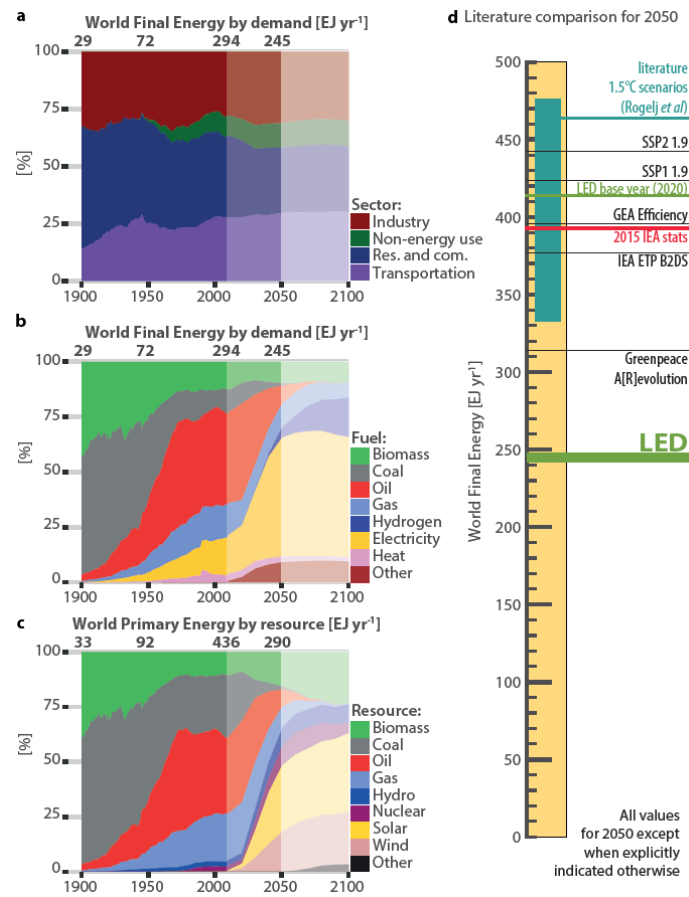 a World Final Energy by demand [EJ yr⁻¹]
29 72 294 245
100
75
50
25
0
[%]
1900 1950 2000 2050 2100
Sector:
Industry
Non-energy use
Res. and com.
Transportation
b World Final Energy by demand [EJ yr⁻¹]
29 72 294 245
100
75
50
25
0
[%]
1900 1950 2000 2050 2100
Fuel:
Biomass
Coal
Oil
Gas
Hydrogen
Electricity
Heat
Other
c World Primary Energy by resource [EJ yr⁻¹]
33 92 436 290
100
75
50
25
0
[%]
1900 1950 2000 2050 2100
Resource:
Biomass
Coal
Oil
Gas
Hydro
Nuclear
Solar
Wind
Other
d Literature comparison for 2050
World Final Energy [EJ yr⁻¹]
500
450
400
350
300
250
200
150
100
50
0
literature
1.5°C scenarios
(Rogelj et al)
SSP2 1.9
SSP1 1.9
LED base year (2020)
GEA Efficiency
2015 IEA stats
IEA ETP B2DS
Greenpeace
A[R]evolution
LED
All values
for 2050 except
when explicitly
indicated otherwise